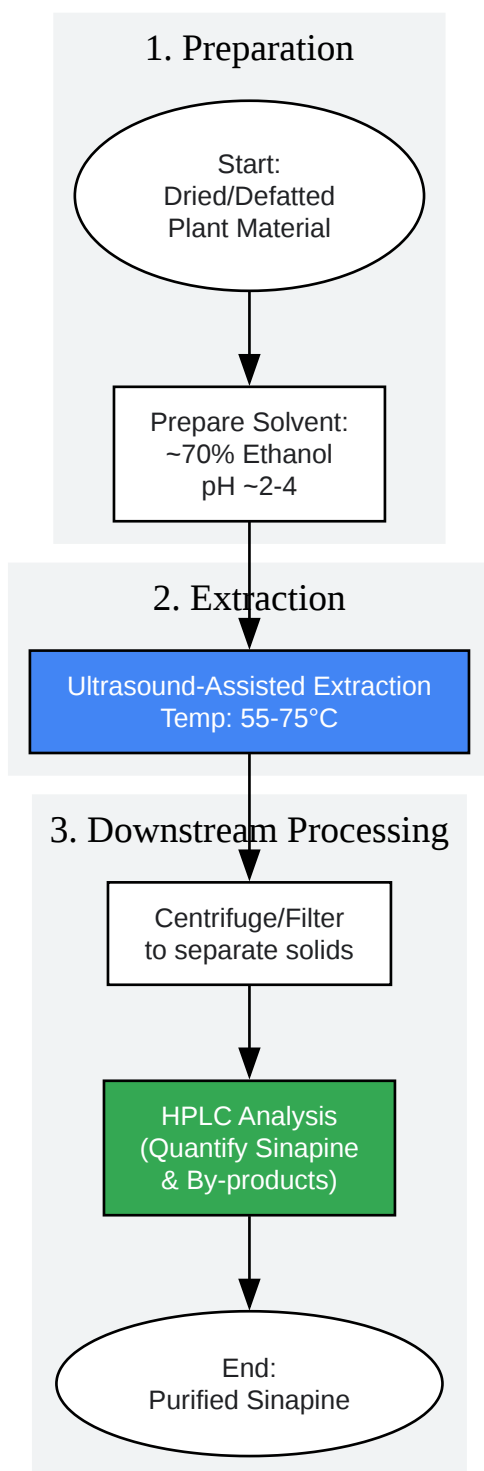 1. Preparation
Start:
Dried/Defatted
Plant Material
Prepare Solvent:
~70% Ethanol
pH ~2-4
2. Extraction
Ultrasound-Assisted Extraction
Temp: 55-75°C
3. Downstream Processing
Centrifuge/Filter
to separate solids
HPLC Analysis
(Quantify Sinapine
& By-products)
End:
Purified Sinapine